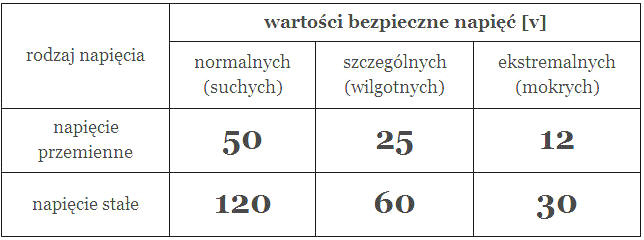 rodzaj napięcia
wartości bezpieczne napięć [v]
normalnych
(suchych)
szczególnych
(wilgotnych)
ekstremalnych
(mokrych)
napięcie
przemienne
50
25
12
napięcie stałe
120
60
30